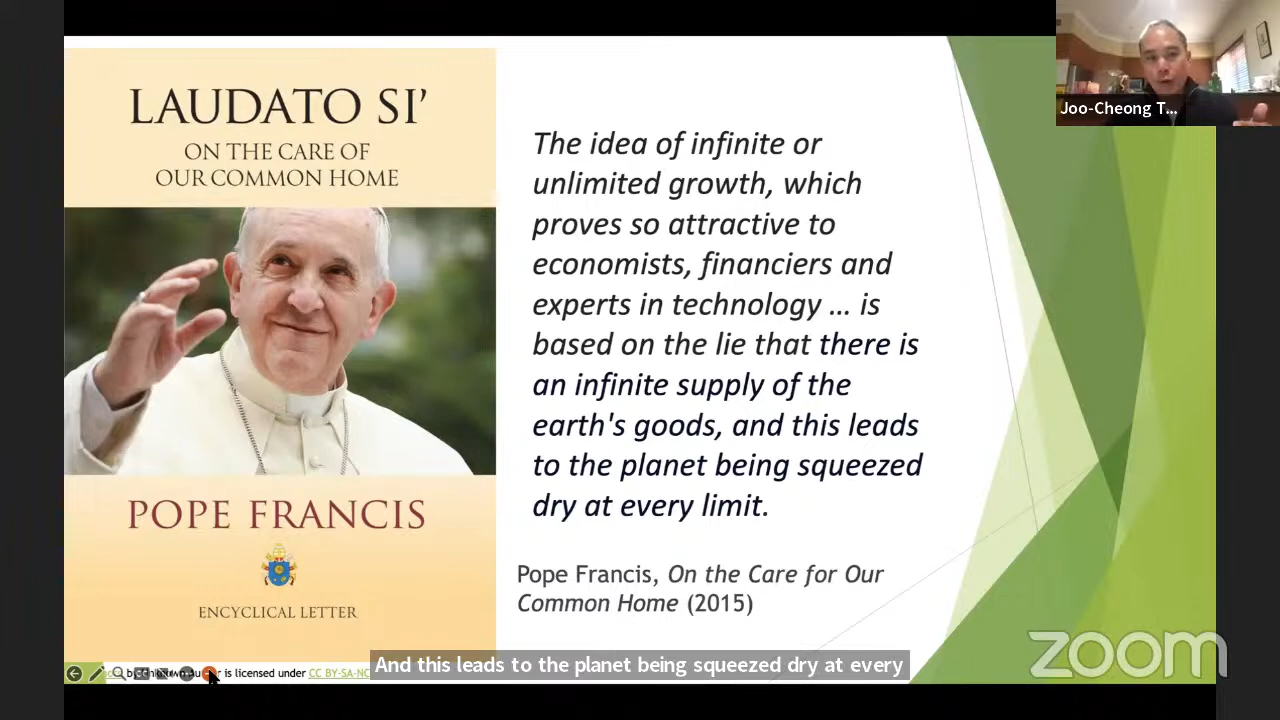 LAUDATO SI’
ON THE CARE OF
OUR COMMON HOME
POPE FRANCIS
ENCYCLICAL LETTER
The idea of infinite or
unlimited growth, which
proves so attractive to
economists, financiers and
experts in technology … is
based on the lie that there is
an infinite supply of the
earth's goods, and this leads
to the planet being squeezed
dry at every limit.
Pope Francis, On the Care for Our
Common Home (2015)
Joo-Cheong T...
is licensed under CC BY-SA-NC
And this leads to the planet being squeezed dry at every
zoom